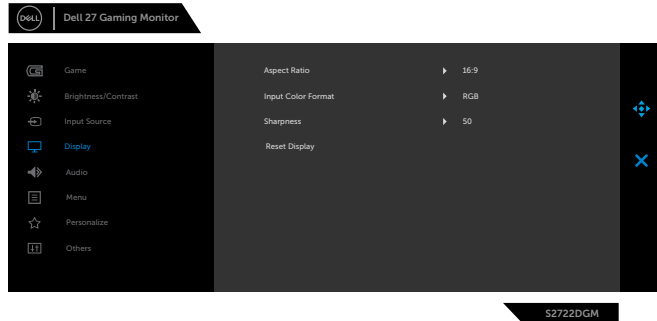 DELL Dell 27 Gaming Monitor
Game
Aspect Ratio 16:9
Brightness/Contrast
Input Color Format RGB
Input Source
Sharpness 50
Display
Reset Display
Audio
Menu
Personalize
Others
S2722DGM